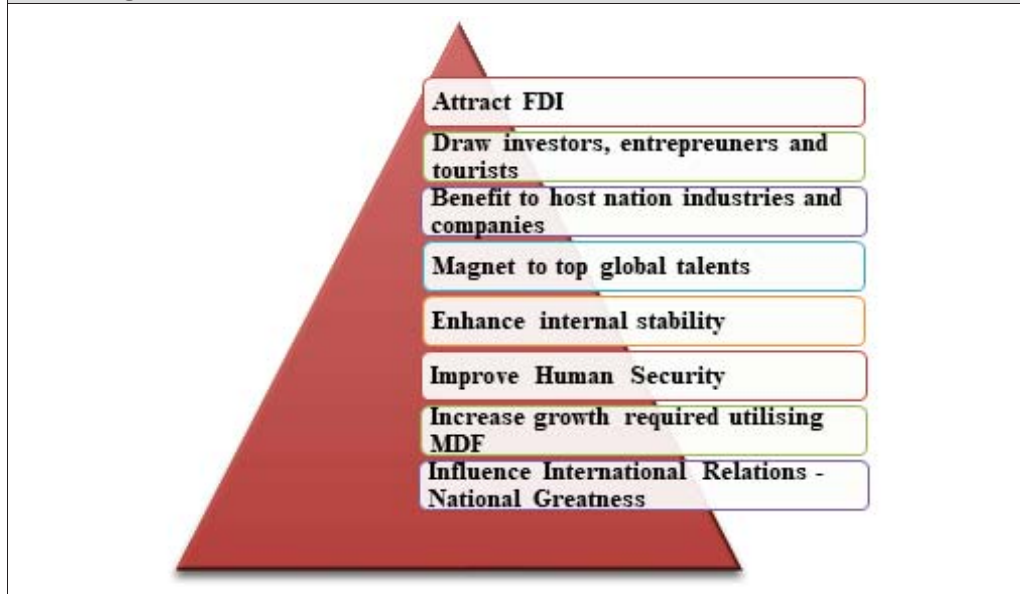 Attract FDI
Draw investors, entrepreuners and
tourists
Benefit to host nation industries and
companies
Magnet to top global talents
Enhance internal stability
Improve Human Security
Increase growth required utilising
MDF
Influence International Relations -
National Greatness